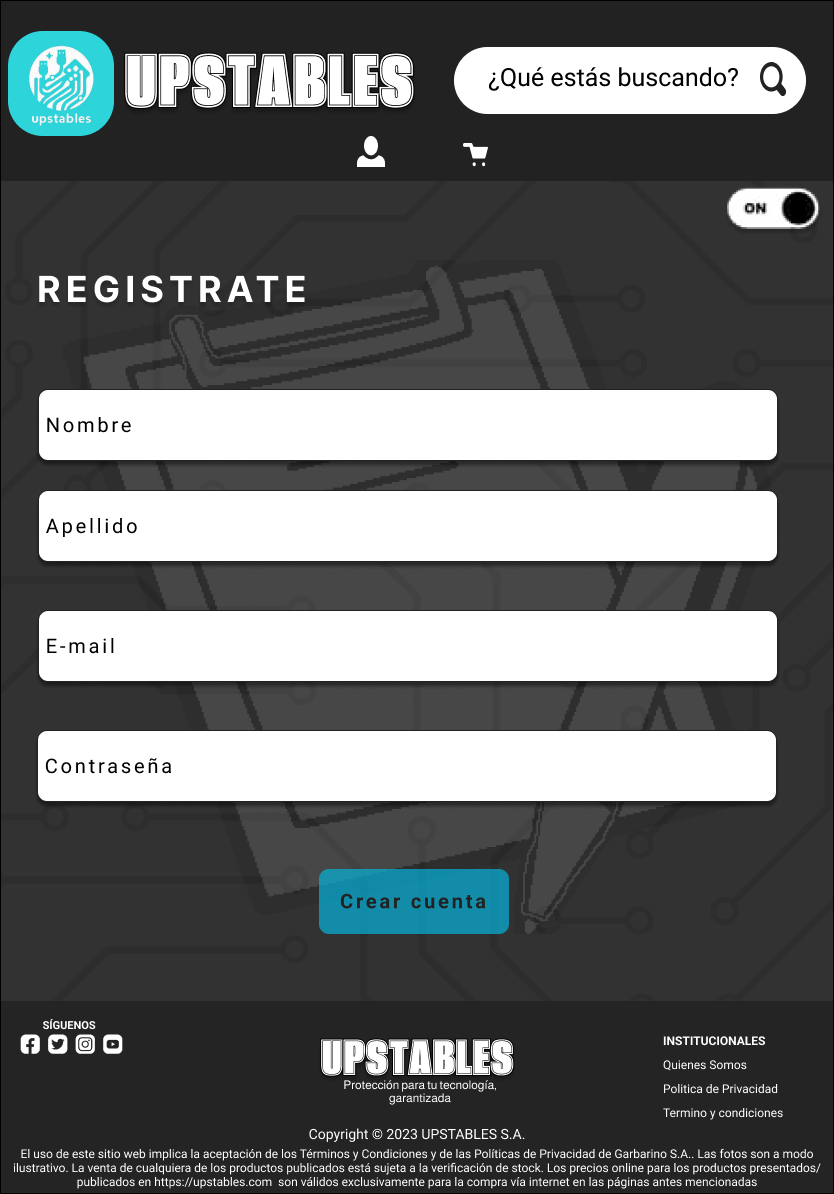 upstables
UPSTABLES
¿Qué estás buscando?
ON
REGISTRATE
Nombre
Apellido
E-mail
Contraseña
Crear cuenta
SÍGUENOS
UPSTABLES
Protección para tu tecnología,
garantizada
INSTITUCIONALES
Quienes Somos
Politica de Privacidad
Termino y condiciones
Copyright © 2023 UPSTABLES S.A.
El uso de este sitio web implica la aceptación de los Términos y Condiciones y de las Políticas de Privacidad de Garbarino S.A.. Las fotos son a modo
ilustrativo. La venta de cualquiera de los productos publicados está sujeta a la verificación de stock. Los precios online para los productos presentados/
publicados en https://upstables.com  son válidos exclusivamente para la compra vía internet en las páginas antes mencionadas